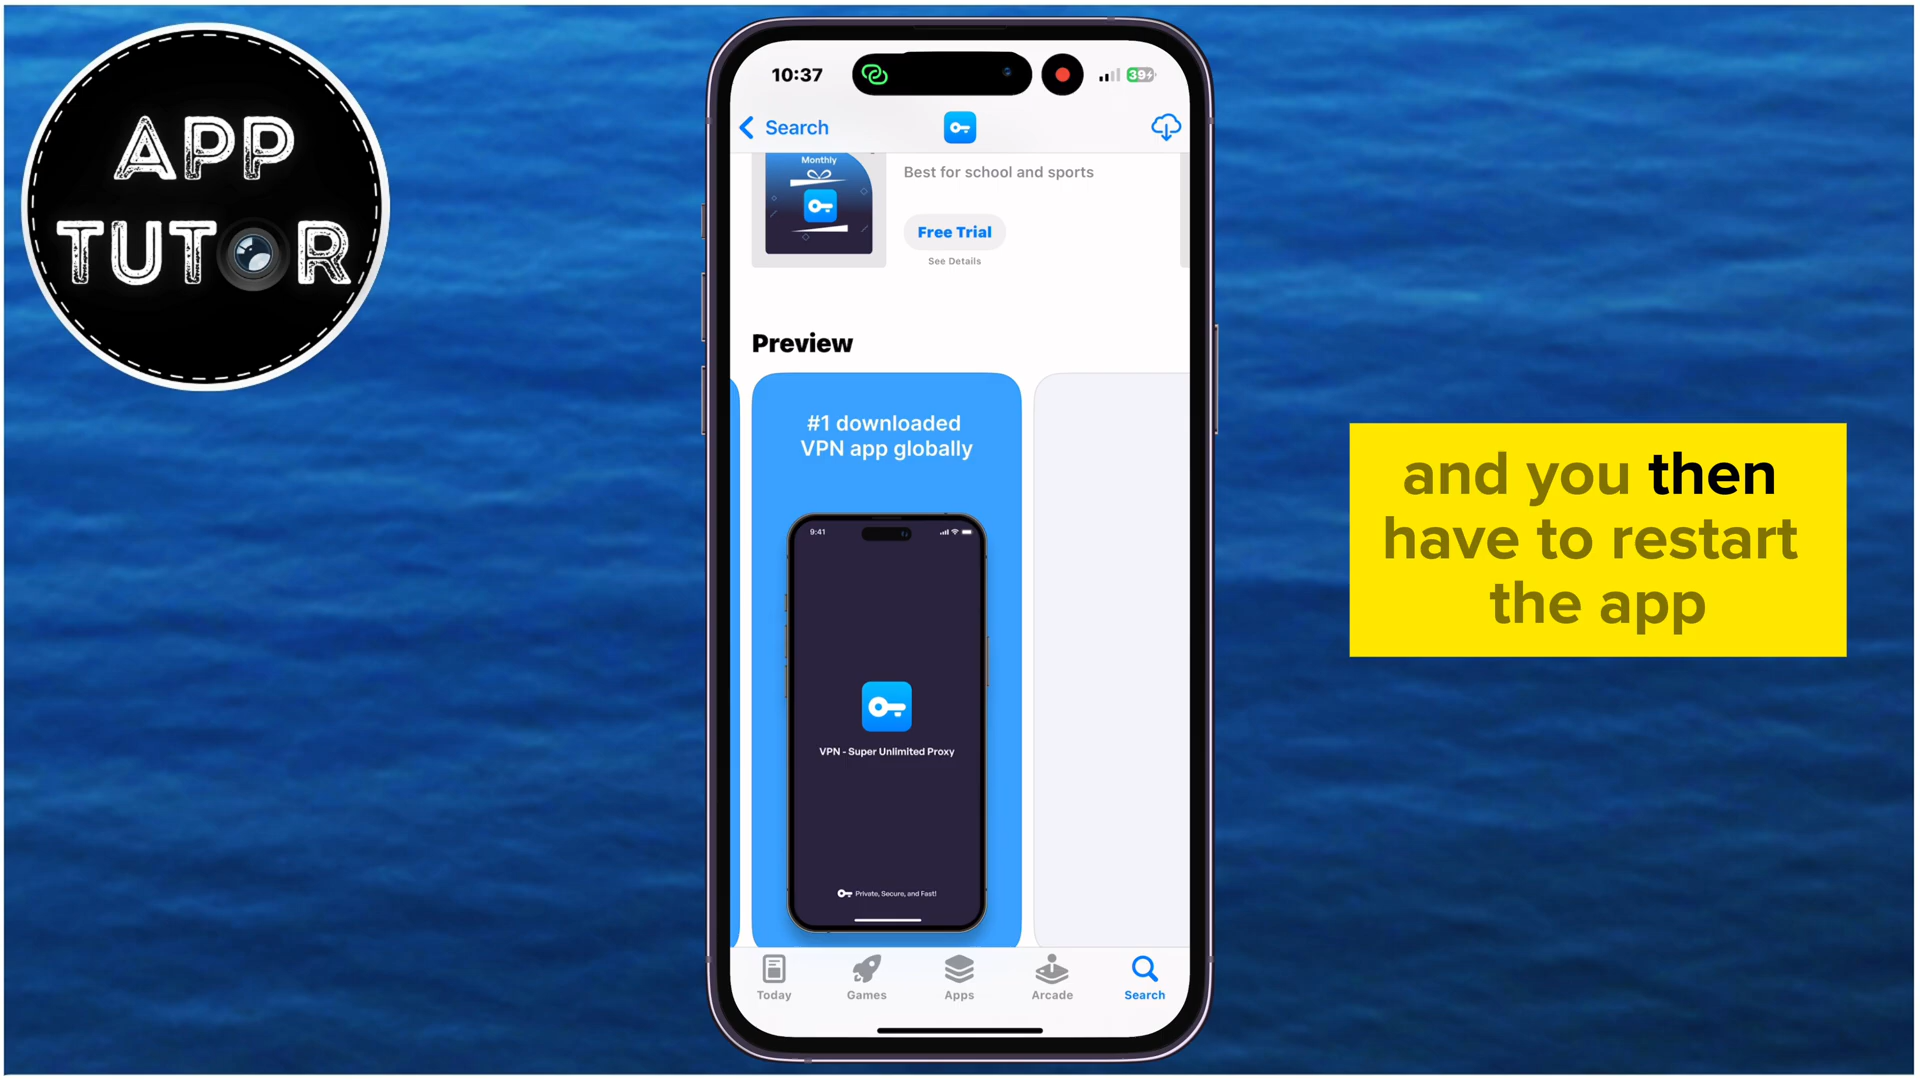 APP
TUTOR
10:37
39
Search
Monthly
Best for school and sports
Free Trial
See Details
Preview
#1 downloaded
VPN app globally
9:41
VPN - Super Unlimited Proxy
Private, Secure, and Fast!
Today
Games
Apps
Arcade
Search
and you then
have to restart
the app